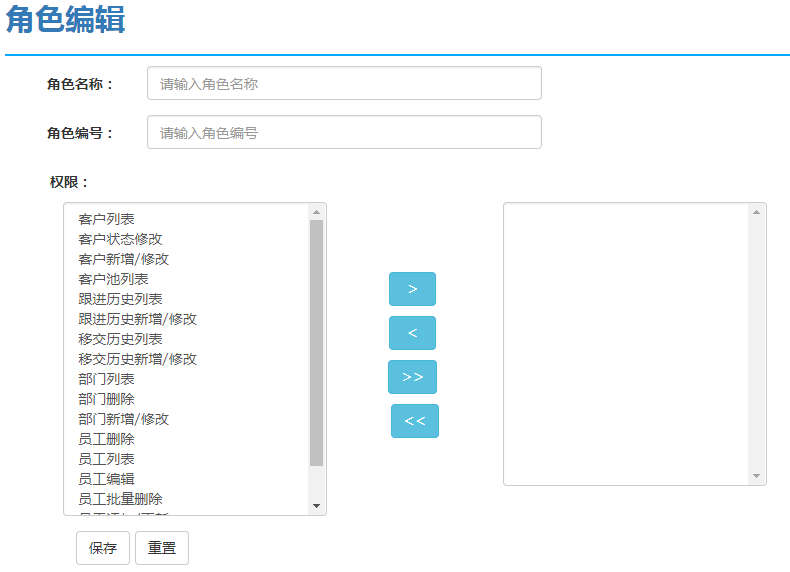 角色编辑
角色名称：
请输入角色名称
角色编号：
请输入角色编号
权限：
客户列表
客户状态修改
客户新增/修改
客户池列表
跟进历史列表
跟进历史新增/修改
移交历史列表
移交历史新增/修改
部门列表
部门删除
部门新增/修改
员工删除
员工列表
员工编辑
员工批量删除
>
<
>>
<<
保存
重置